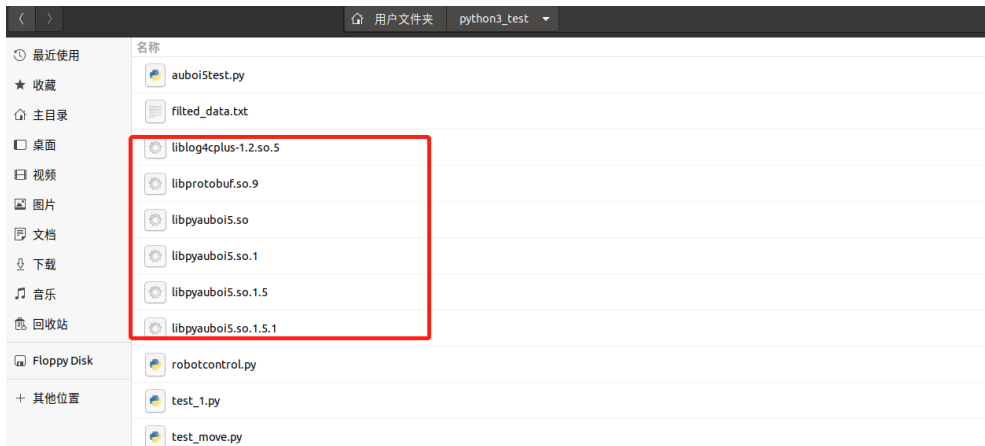 用户文件夹 python3_test
最近使用
收藏
主目录
桌面
视频
图片
文档
下载
音乐
回收站
Floppy Disk
其他位置
名称
auboi5test.py
filted_data.txt
liblog4cplus-1.2.so.5
libprotobuf.so.9
libpyauboi5.so
libpyauboi5.so.1
libpyauboi5.so.1.5
libpyauboi5.so.1.5.1
robotcontrol.py
test_1.py
test_move.py